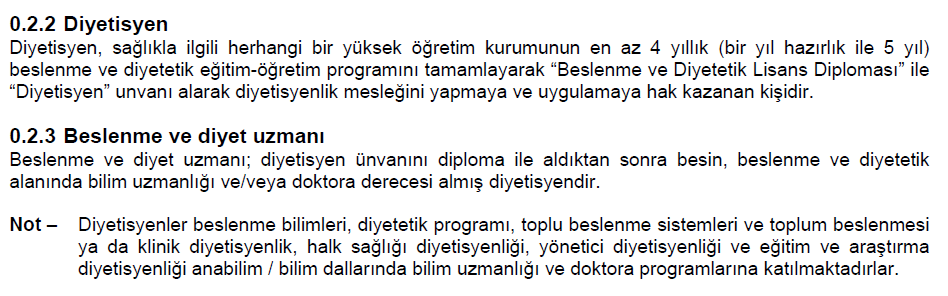 0.2.2 Diyetisyen
Diyetisyen, sağlıkla ilgili herhangi bir yüksek öğretim kurumunun en az 4 yıllık (bir yıl hazırlık ile 5 yıl)
beslenme ve diyetetik eğitim-öğretim programını tamamlayarak “Beslenme ve Diyetetik Lisans Diploması” ile
“Diyetisyen” unvanı alarak diyetisyenlik mesleğini yapmaya ve uygulamaya hak kazanan kişidir.
0.2.3 Beslenme ve diyet uzmanı
Beslenme ve diyet uzmanı; diyetisyen ünvanını diploma ile aldıktan sonra besin, beslenme ve diyetetik
alanında bilim uzmanlığı ve/veya doktora derecesi almış diyetisyendir.
Not – Diyetisyenler beslenme bilimleri, diyetetik programı, toplu beslenme sistemleri ve toplum beslenmesi
ya da klinik diyetisyenlik, halk sağlığı diyetisyenliği, yönetici diyetisyenliği ve eğitim ve araştırma
diyetisyenliği anabilim / bilim dallarında bilim uzmanlığı ve doktora programlarına katılmaktadırlar.